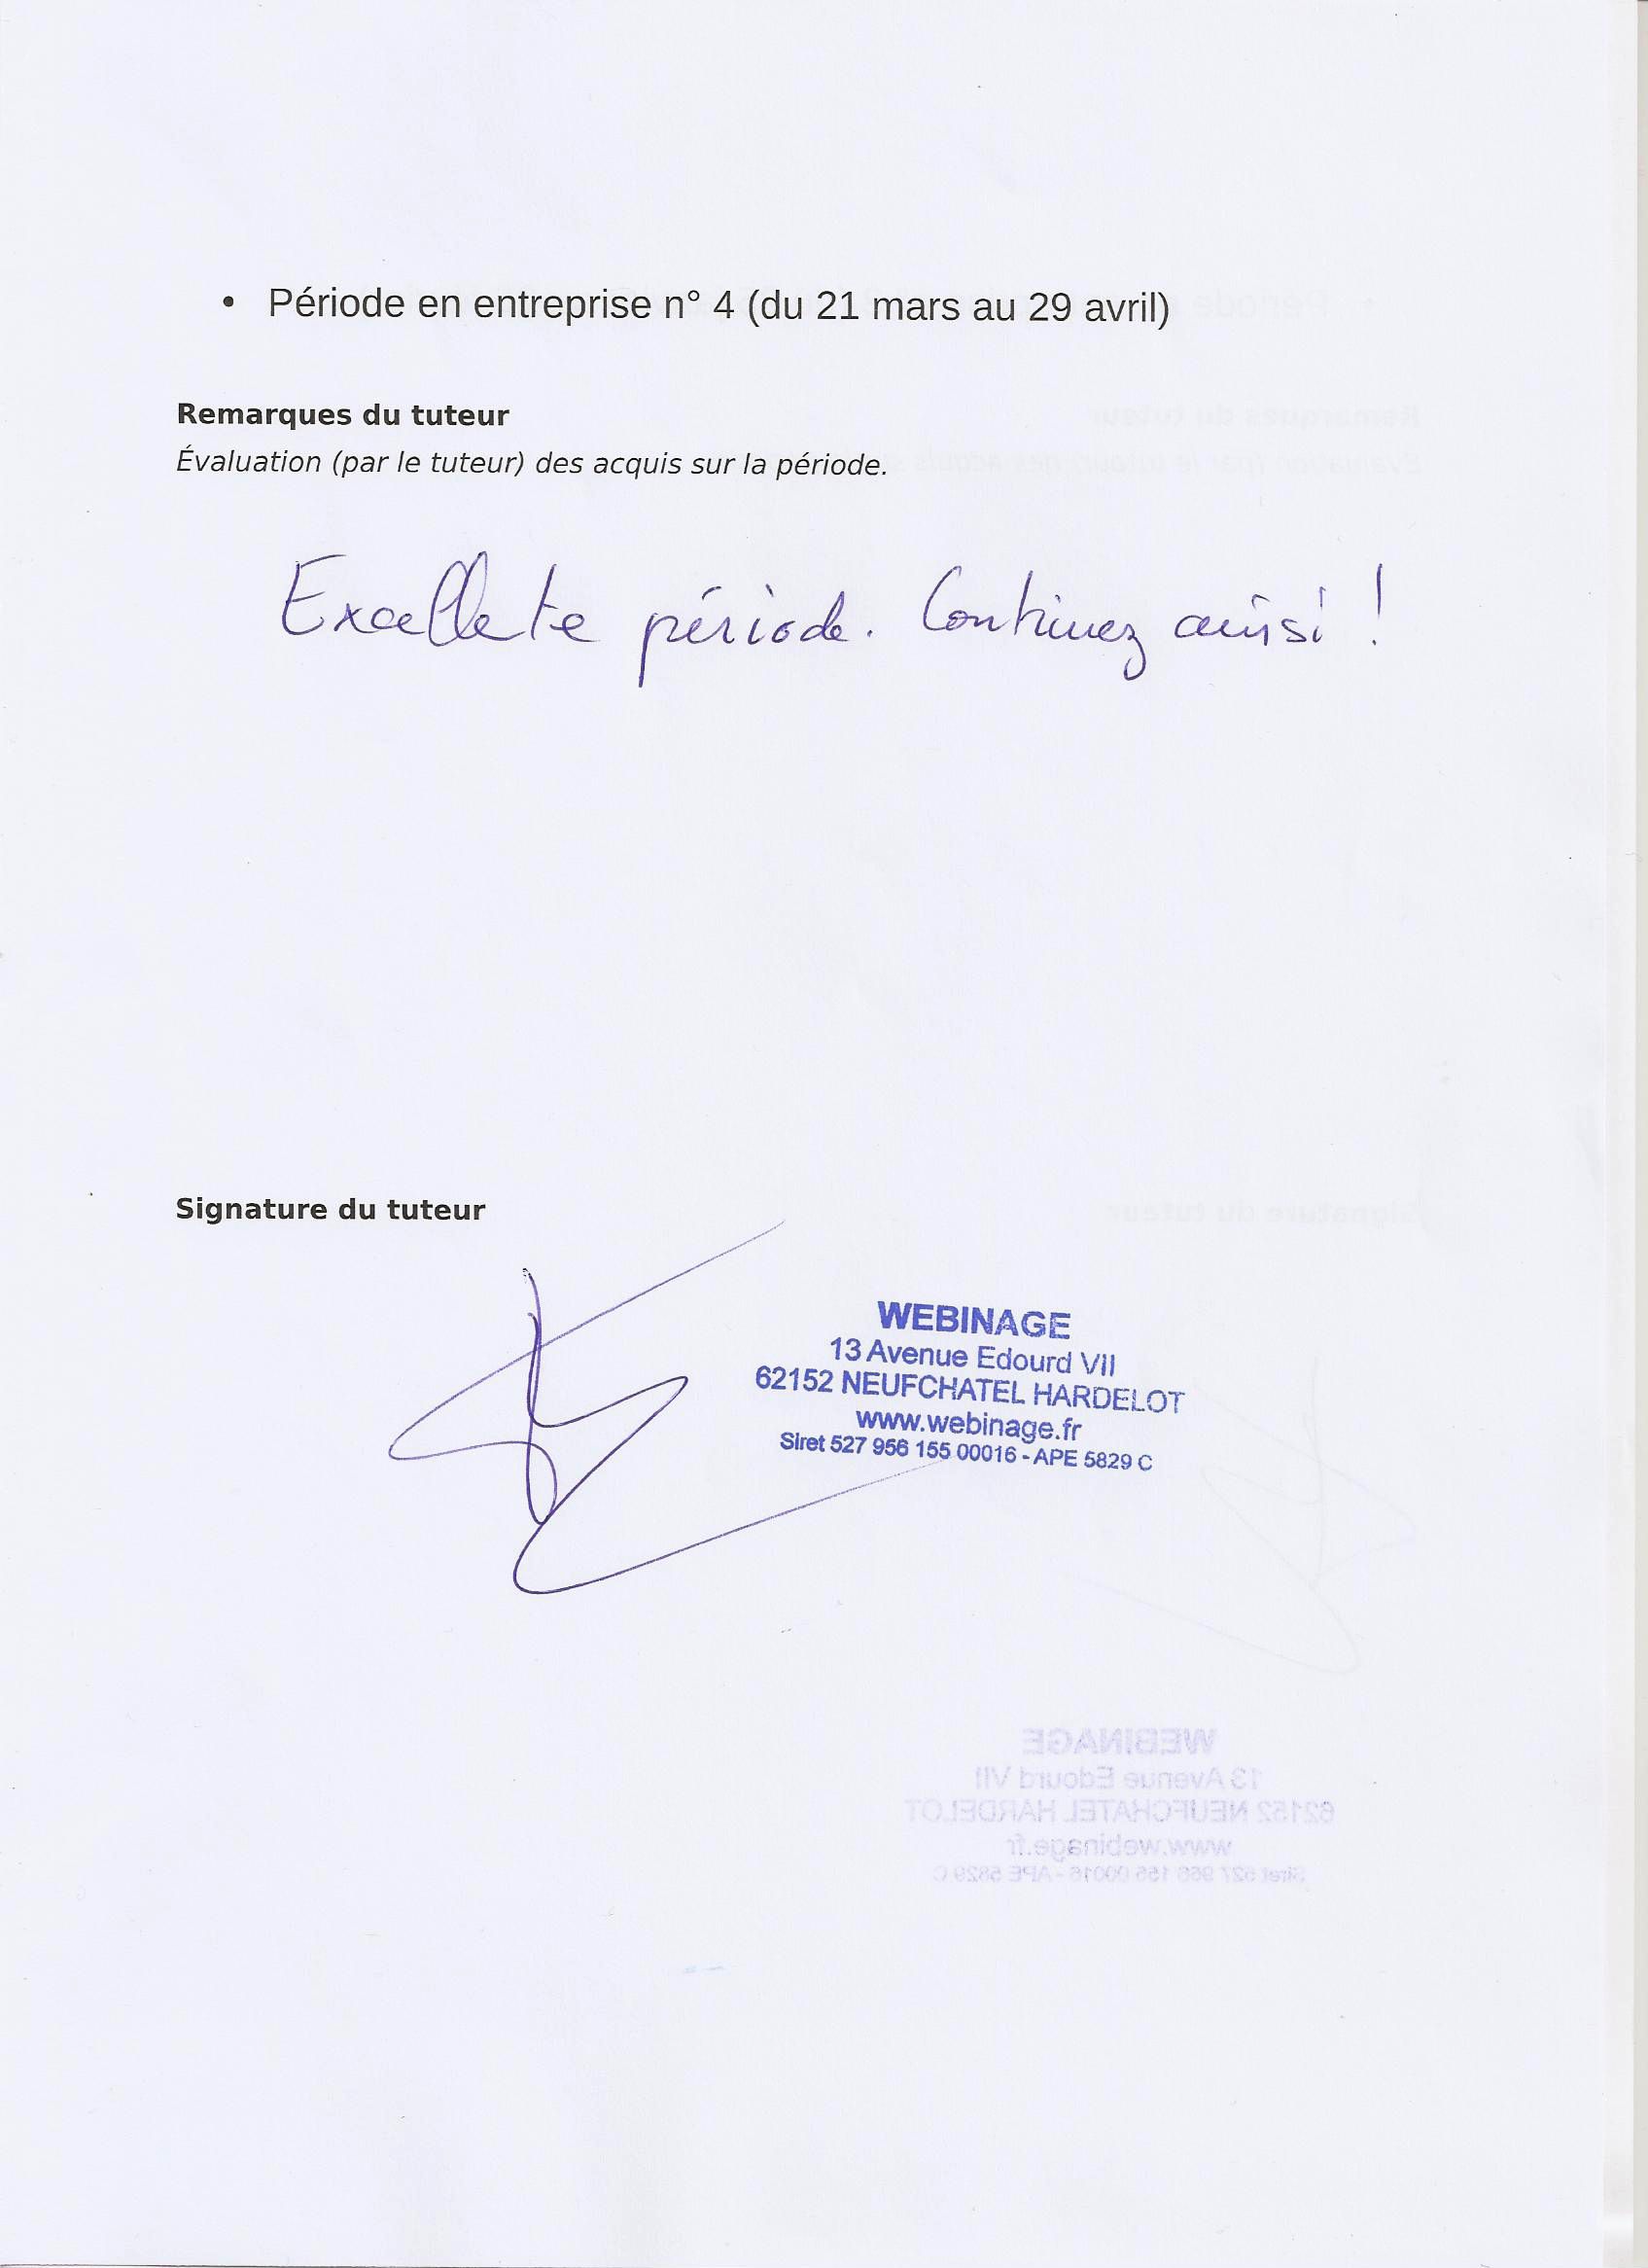 • Période en entreprise n° 4 (du 21 mars au 29 avril)
Remarques du tuteur
Évaluation (par le tuteur) des acquis sur la période.
Excellete période. Continuez ainsi !
Signature du tuteur
WEBINAGE
13 Avenue Edourd VII
62152 NEUFCHATEL HARDELOT
www.webinage.fr
Siret 527 956 155 00016 - APE 5829 C